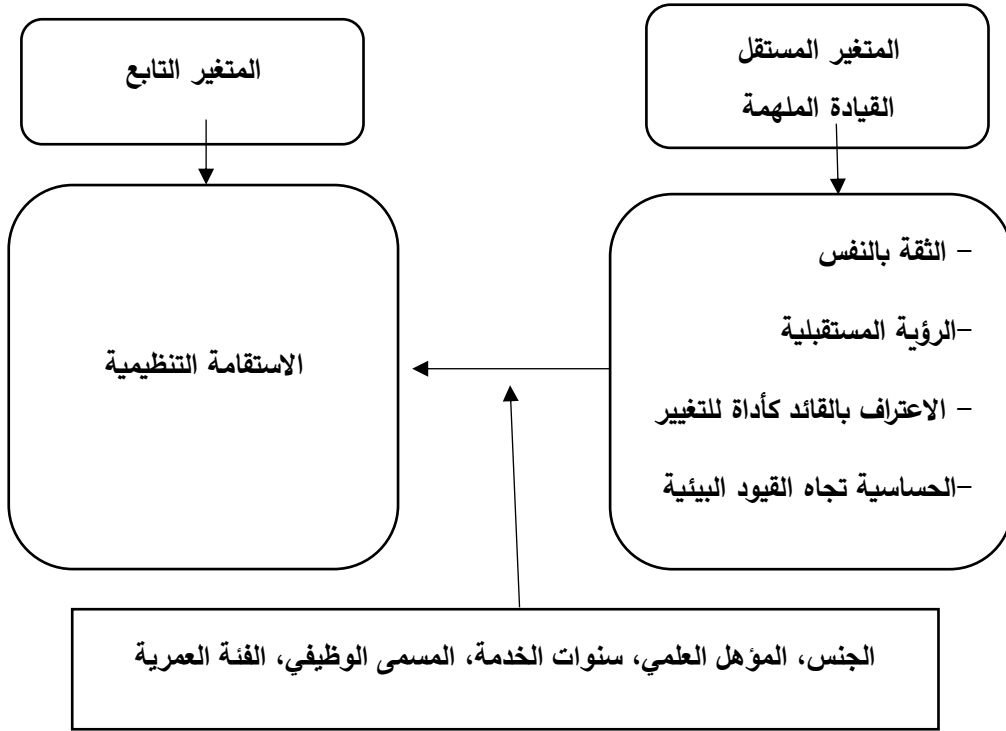 المتغير المستقل
القيادة الملهمة
المتغير التابع
- الثقة بالنفس
-الرؤية المستقبلية
- الاعتراف بالقائد كأداة للتغيير
-الحساسية تجاه القيود البيئية
الاستقامة التنظيمية
الجنس، المؤهل العلمي، سنوات الخدمة، المسمى الوظيفي، الفئة العمرية